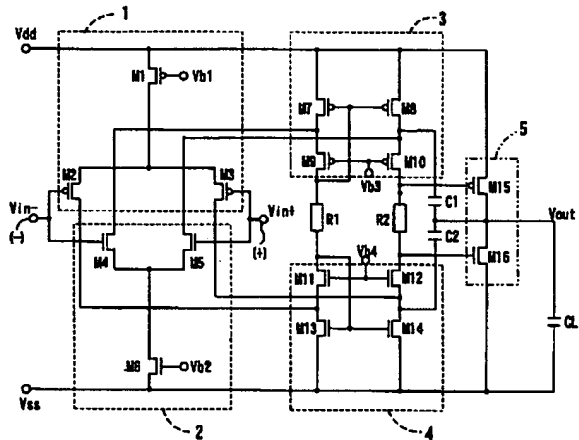 1
3
Vdd
M1
Vb1
M7
M8
5
M9
M10
Vb3
M2
M3
C1
M15
Vin-
(-)
Vin+
(+)
R1
R2
Vout
C2
M4
M5
Vb4
M16
M11
M12
CL
M13
M14
M6
Vb2
Vss
2
4